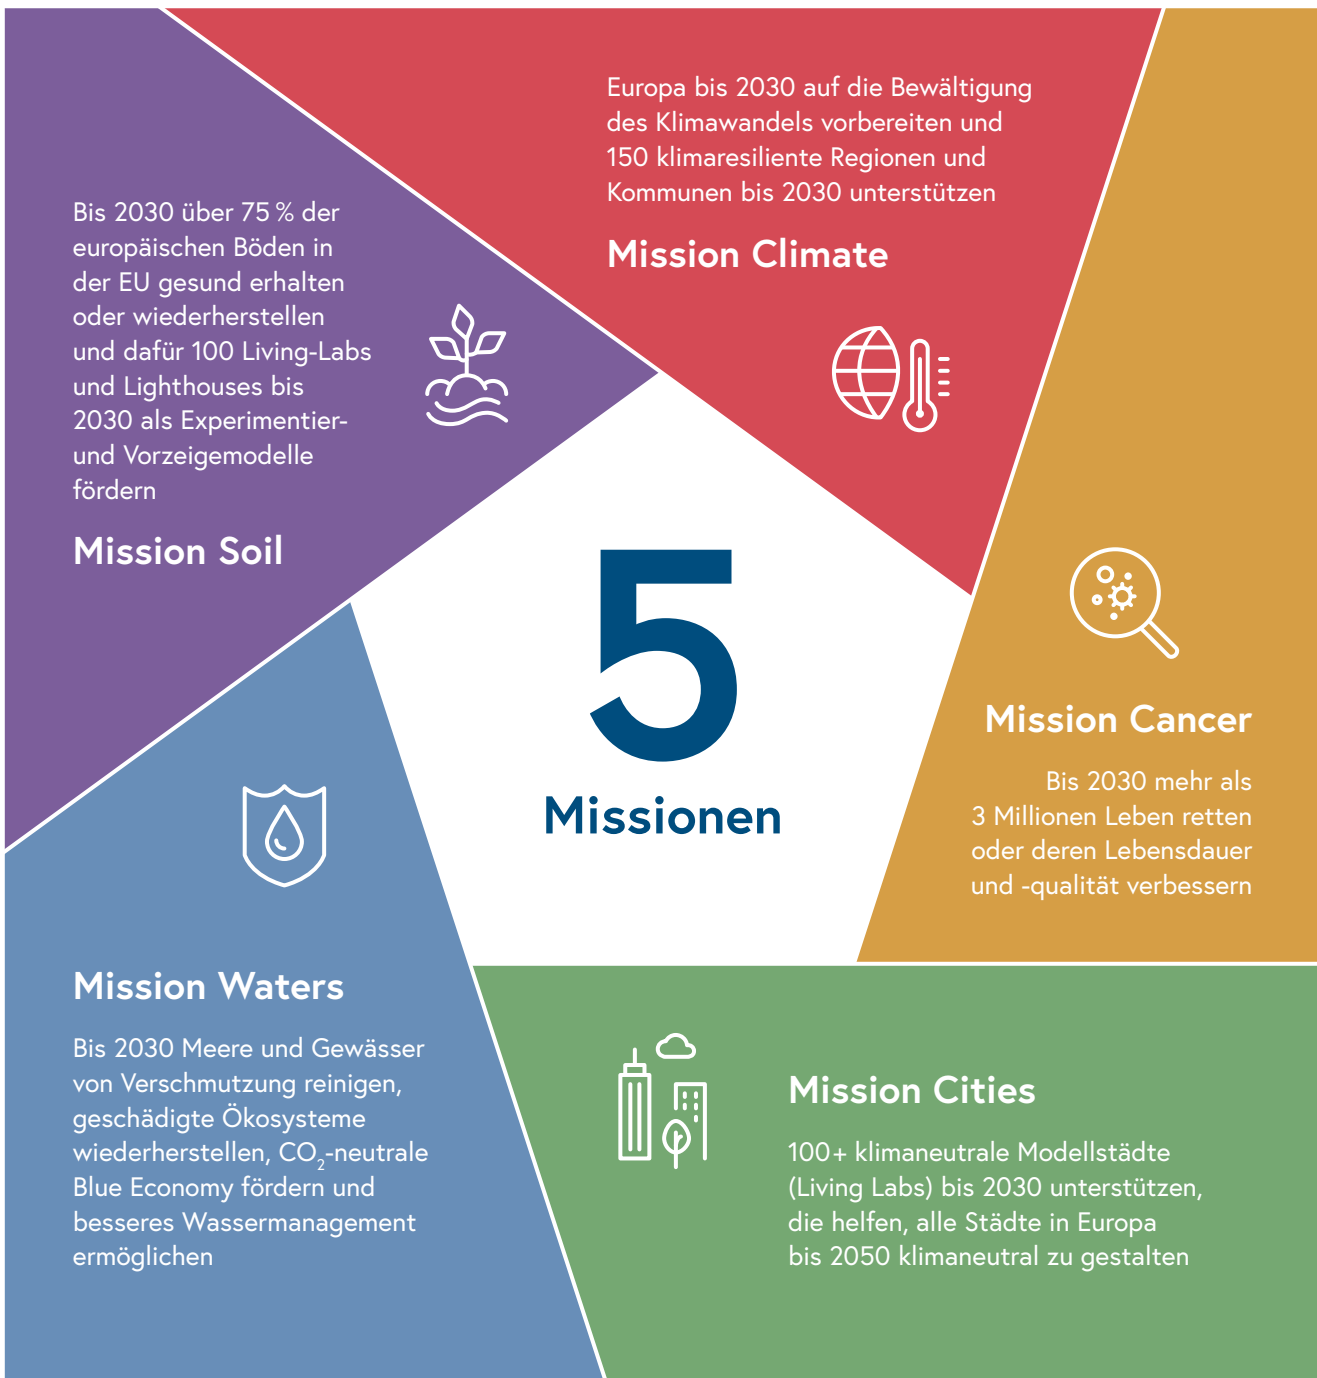 Europa bis 2030 auf die Bewältigung
des Klimawandels vorbereiten und
150 klimaresiliente Regionen und
Kommunen bis 2030 unterstützen
Mission Climate
Bis 2030 über 75 % der
europäischen Böden in
der EU gesund erhalten
oder wiederherstellen
und dafür 100 Living-Labs
und Lighthouses bis
2030 als Experimentier-
und Vorzeigemodelle
fördern
Mission Soil
5
Missionen
Mission Cancer
Bis 2030 mehr als
3 Millionen Leben retten
oder deren Lebensdauer
und -qualität verbessern
Mission Waters
Bis 2030 Meere und Gewässer
von Verschmutzung reinigen,
geschädigte Ökosysteme
wiederherstellen, CO₂-neutrale
Blue Economy fördern und
besseres Wassermanagement
ermöglichen
Mission Cities
100+ klimaneutrale Modellstädte
(Living Labs) bis 2030 unterstützen,
die helfen, alle Städte in Europa
bis 2050 klimaneutral zu gestalten